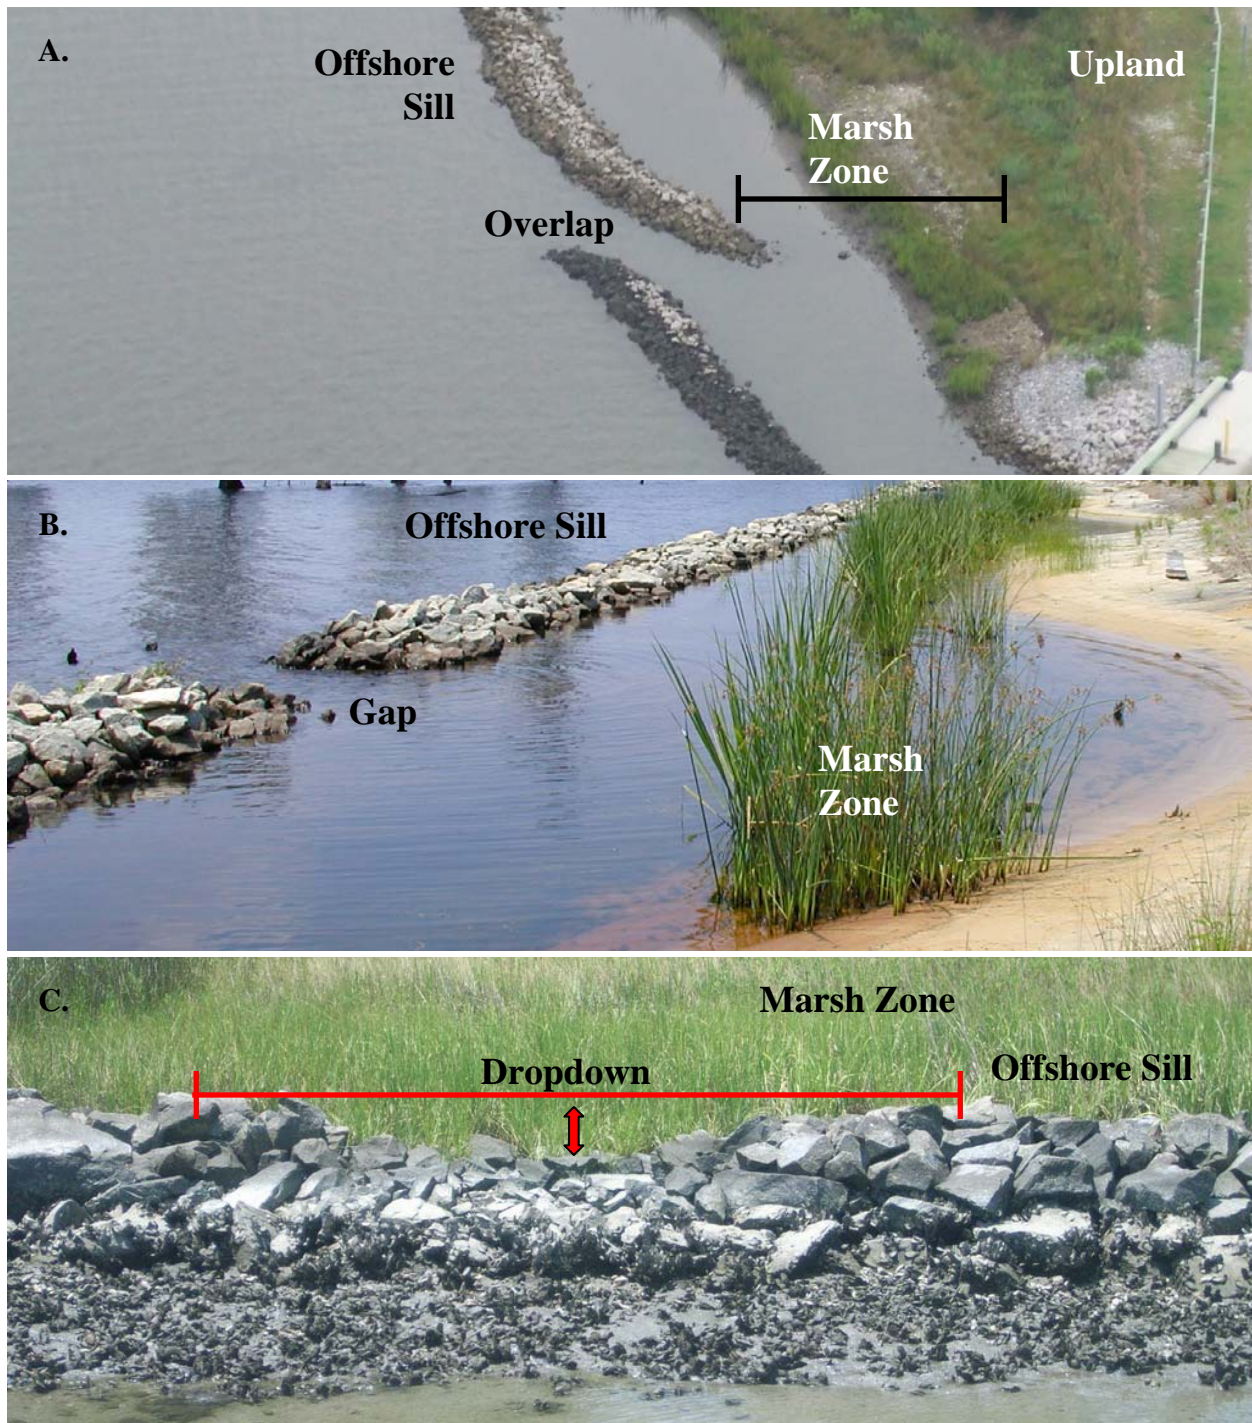 A.
Offshore
Sill
Upland
Marsh
Zone
Overlap
B.
Offshore Sill
Gap
Marsh
Zone
C.
Marsh Zone
Dropdown
Offshore Sill